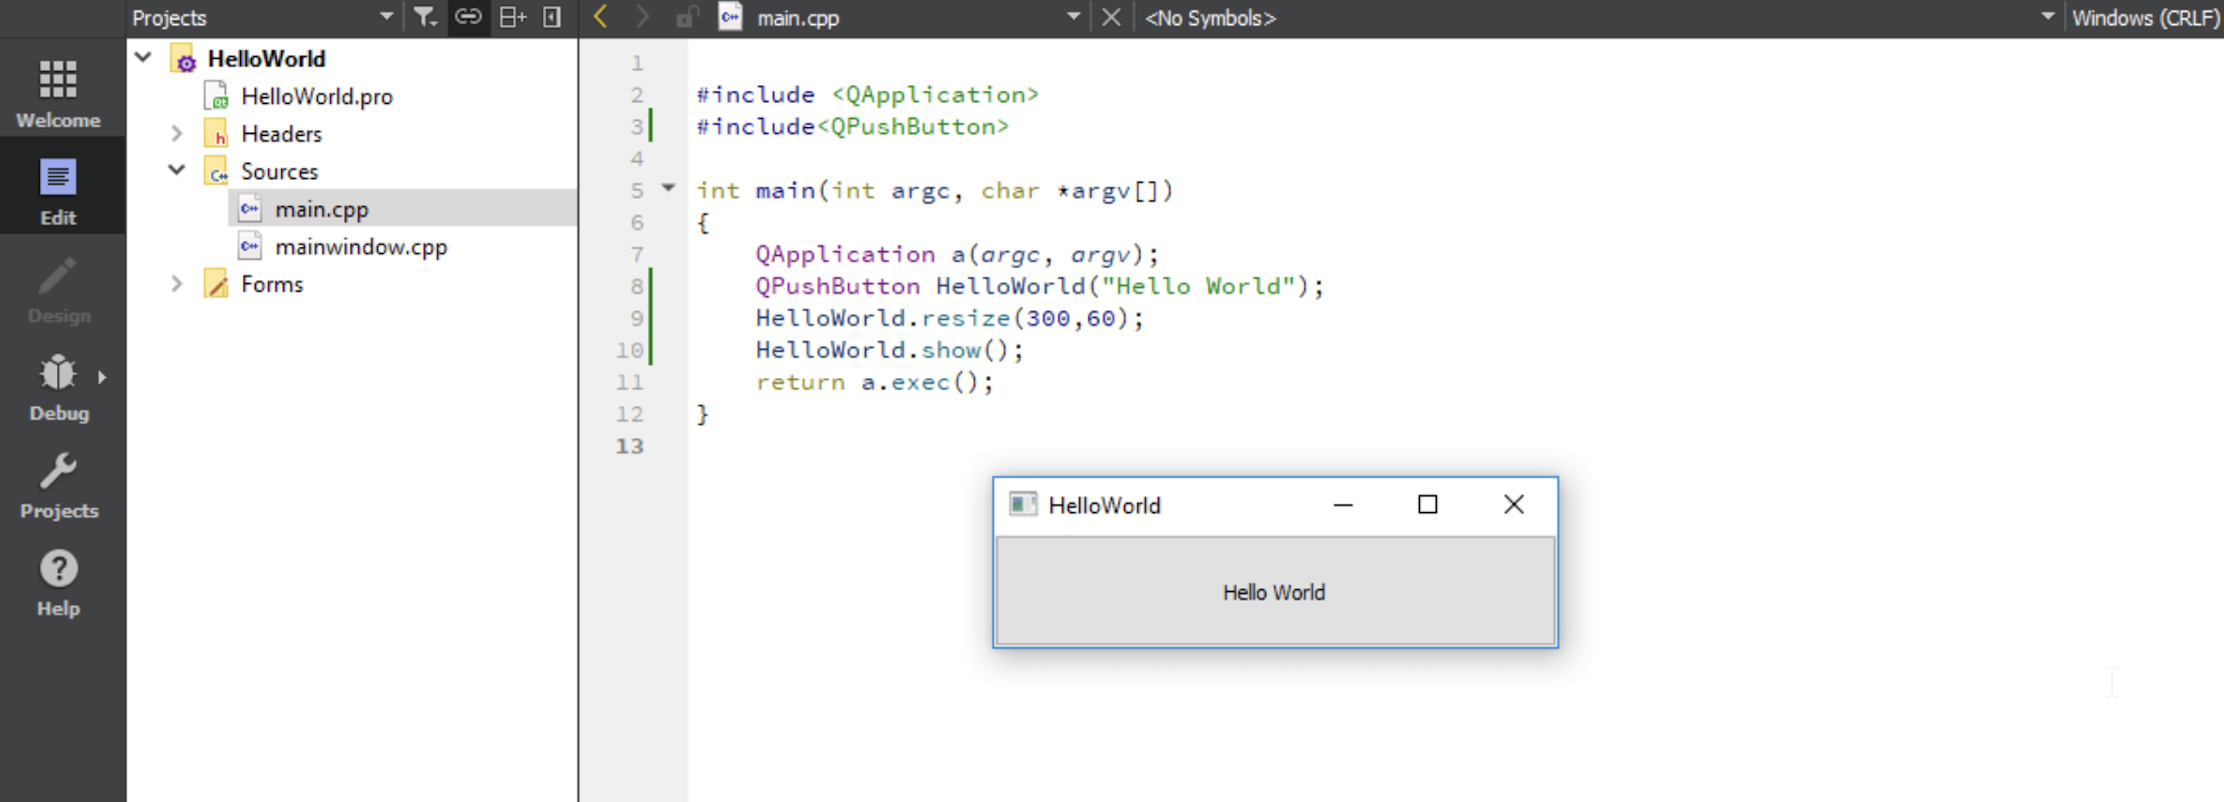 Projects
main.cpp
<No Symbols>
Windows (CRLF)
Welcome
Edit
Design
Debug
Projects
Help
HelloWorld
HelloWorld.pro
Headers
Sources
main.cpp
mainwindow.cpp
Forms
1
2 #include <QApplication>
3 #include<QPushButton>
4
5 int main(int argc, char *argv[])
6 {
7 QApplication a(argc, argv);
8 QPushButton HelloWorld("Hello World");
9 HelloWorld.resize(300,60);
10 HelloWorld.show();
11 return a.exec();
12 }
13
HelloWorld
Hello World